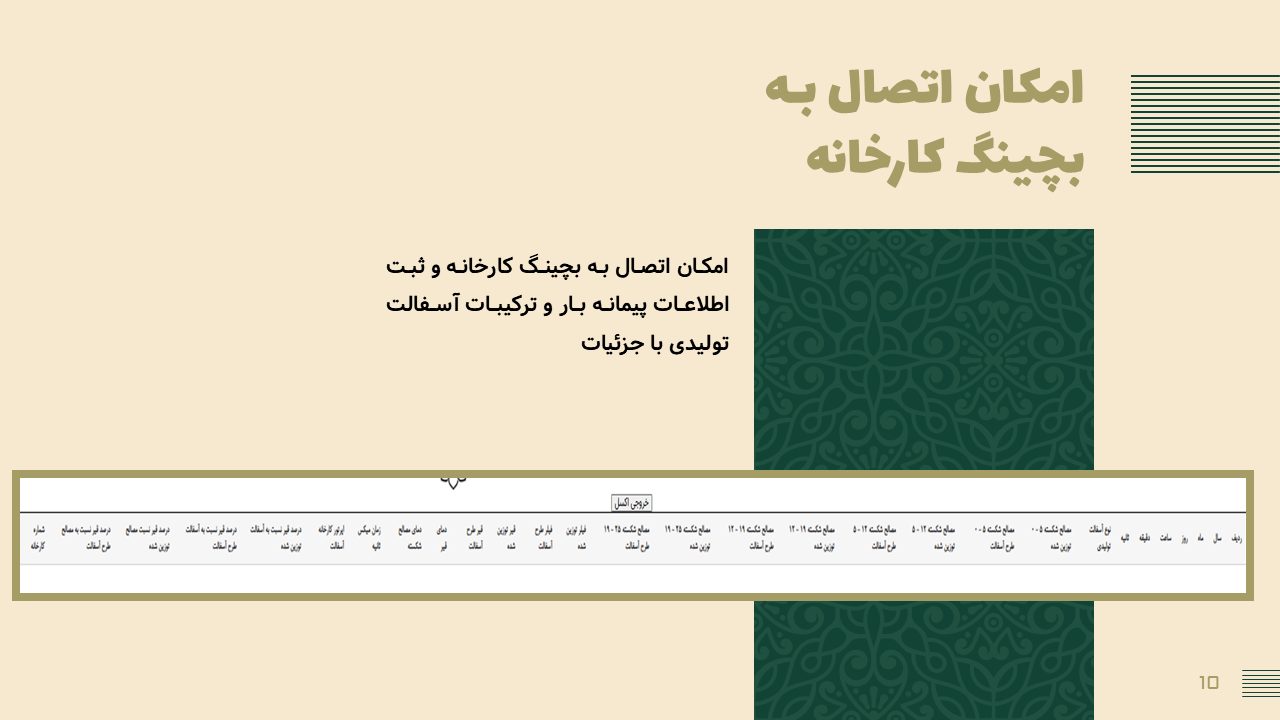 امکان اتصال به
بچینگ کارخانه
امکان اتصال به بچینگ کارخانه و ثبت
اطلاعات پیمانه بار و ترکیبات آسفالت
تولیدی با جزئیات
خروجی اکسل
ردیف سال ماه روز ساعت دقیقه ثانیه نوع آسفالت تولیدی مصالح شکسته ۵ - ۰ توزین شده مصالح شکسته ۵ - ۰ طرح آسفالت مصالح شکسته ۱۲ - ۵ توزین شده مصالح شکسته ۱۲ - ۵ طرح آسفالت مصالح شکسته ۱۹ - ۱۲ توزین شده مصالح شکسته ۱۹ - ۱۲ طرح آسفالت مصالح شکسته ۲۵ - ۱۹ توزین شده مصالح شکسته ۲۵ - ۱۹ طرح آسفالت فیلر توزین شده فیلر طرح آسفالت قیر توزین شده قیر طرح آسفالت دمای قیر دمای مصالح شکسته زمان میکس ثانیه اپراتور کارخانه آسفالت درصد قیر نسبت به آسفالت توزین شده درصد قیر نسبت به آسفالت طرح آسفالت درصد قیر نسبت مصالح توزین شده درصد قیر نسبت به مصالح طرح آسفالت شماره کارخانه
10